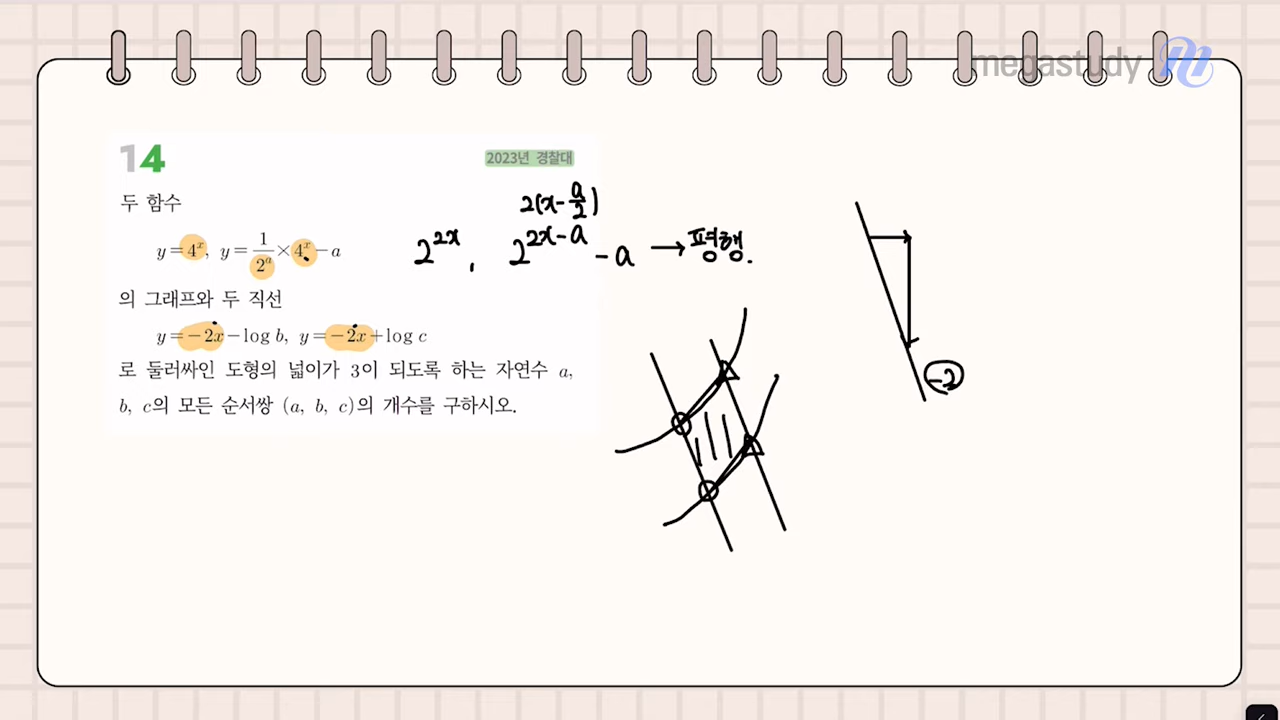 megastudy
14
2023년 경찰대
두 함수
y=4^x, y=\frac{1}{2^a}×4^x-a
2(x-\frac{a}{2})
2^{2x}, 2^{2x-a}-a → 평행.
의 그래프와 두 직선
y=-2x-log b, y=-2x+log c
로 둘러싸인 도형의 넓이가 3이 되도록 하는 자연수 a,
b, c의 모든 순서쌍 (a, b, c)의 개수를 구하시오.
-2